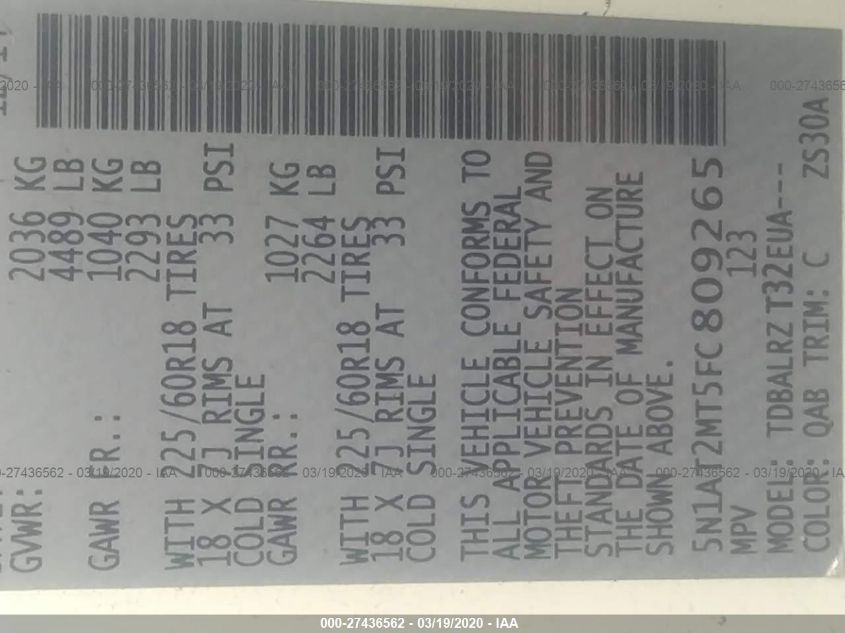 12/14
GVWR: 2036 KG
4489 LB
GAWR FR.: 1040 KG
2293 LB
WITH 225/60R18 TIRES
18 X 7J RIMS AT 33 PSI
COLD SINGLE
GAWR RR.: 1027 KG
2264 LB
WITH 225/60R18 TIRES
18 X 7J RIMS AT 33 PSI
COLD SINGLE
THIS VEHICLE CONFORMS TO
ALL APPLICABLE FEDERAL
MOTOR VEHICLE SAFETY AND
THEFT PREVENTION
STANDARDS IN EFFECT ON
THE DATE OF MANUFACTURE
SHOWN ABOVE.
5N1AT2MT5FC809265
MPV 123
MODEL: TDBALRZ T32EUA---
COLOR: QAB TRIM: C ZS30A
000-27436562 - 03/19/2020 - IAA